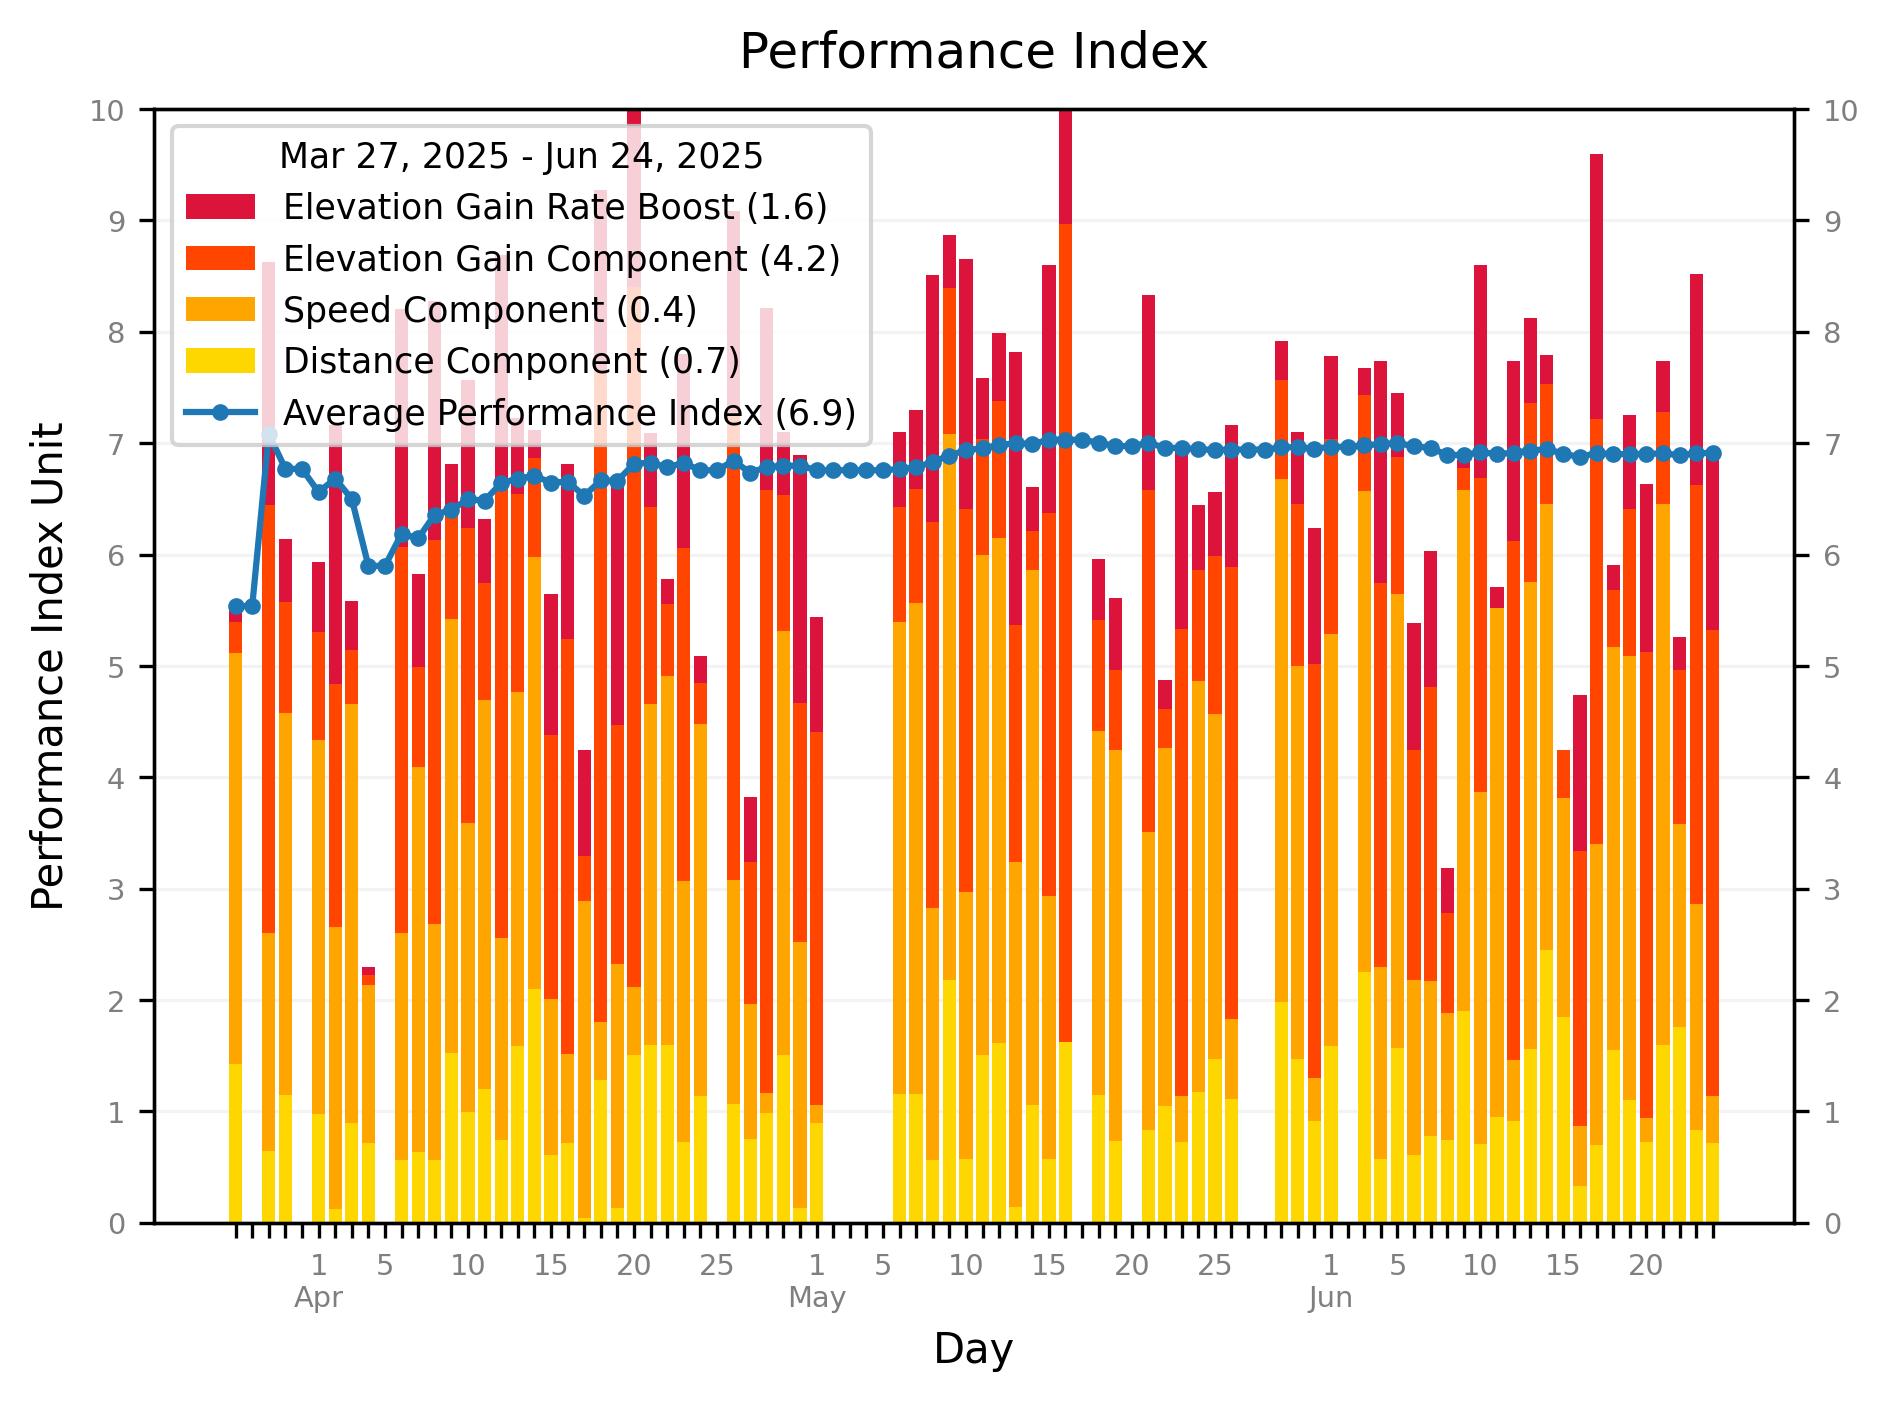 Performance Index
Performance Index Unit
10
9
8
7
6
5
4
3
2
1
0
Mar 27, 2025 - Jun 24, 2025
Elevation Gain Rate Boost (1.6)
Elevation Gain Component (4.2)
Speed Component (0.4)
Distance Component (0.7)
Average Performance Index (6.9)
10
9
8
7
6
5
4
3
2
1
0
1 5 10 15 20 25 1 5 10 15 20 25 1 5 10 15 20
Apr May Jun
Day